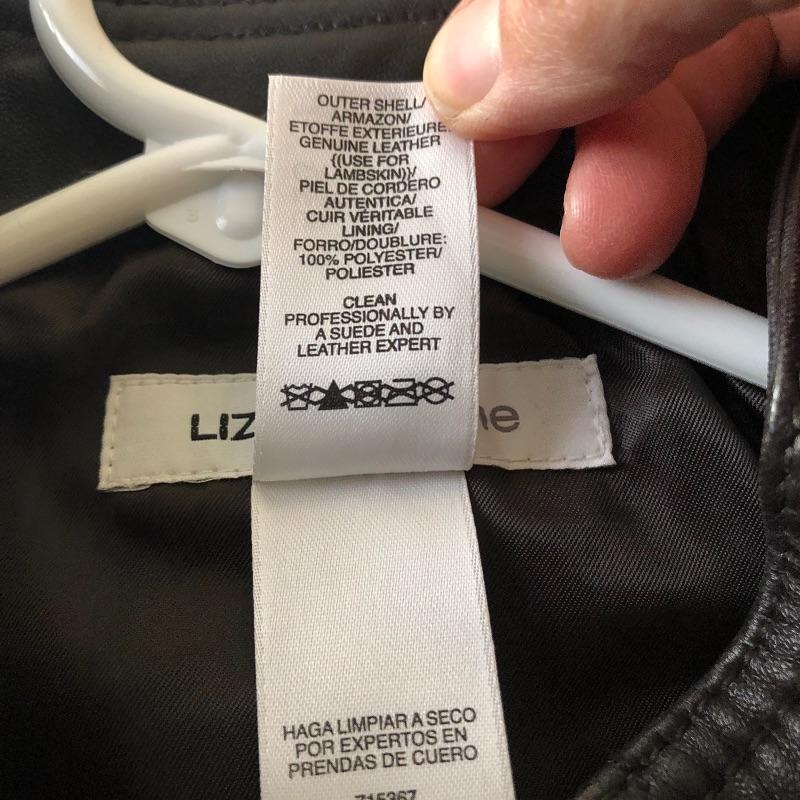 OUTER SHELL/
ARMAZON/
ETOFFE EXTERIEURE:
GENUINE LEATHER
{(USE FOR
LAMBSKIN)}/
PIEL DE CORDERO
AUTENTICA/
CUIR VÉRITABLE
LINING/
FORRO/DOUBLURE:
100% POLYESTER/
POLIESTER
CLEAN
PROFESSIONALLY BY
A SUEDE AND
LEATHER EXPERT
LIZ
ne
HAGA LIMPIAR A SECO
POR EXPERTOS EN
PRENDAS DE CUERO
715367